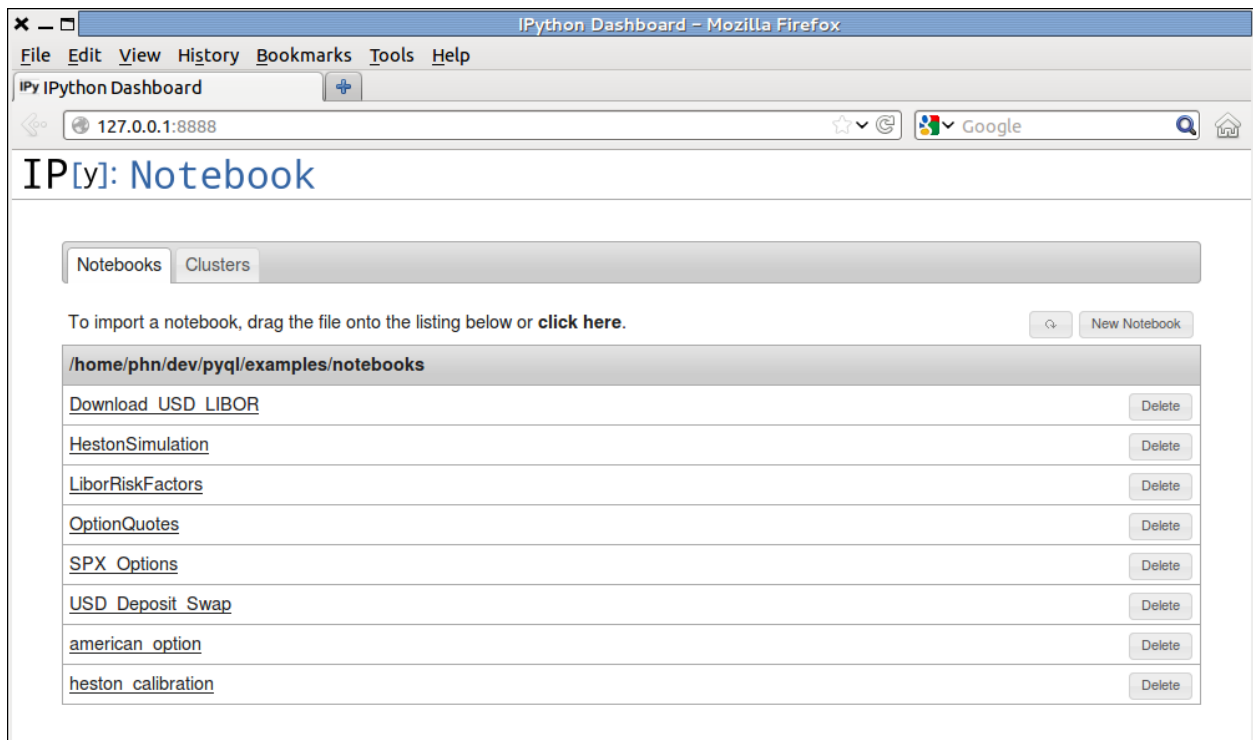 IPython Dashboard – Mozilla Firefox
File Edit View History Bookmarks Tools Help
IPy IPython Dashboard
127.0.0.1:8888 Google
IP[y]: Notebook
Notebooks Clusters
To import a notebook, drag the file onto the listing below or click here. New Notebook
/home/phn/dev/pyql/examples/notebooks
Download_USD_LIBOR Delete
HestonSimulation Delete
LiborRiskFactors Delete
OptionQuotes Delete
SPX_Options Delete
USD_Deposit_Swap Delete
american_option Delete
heston_calibration Delete